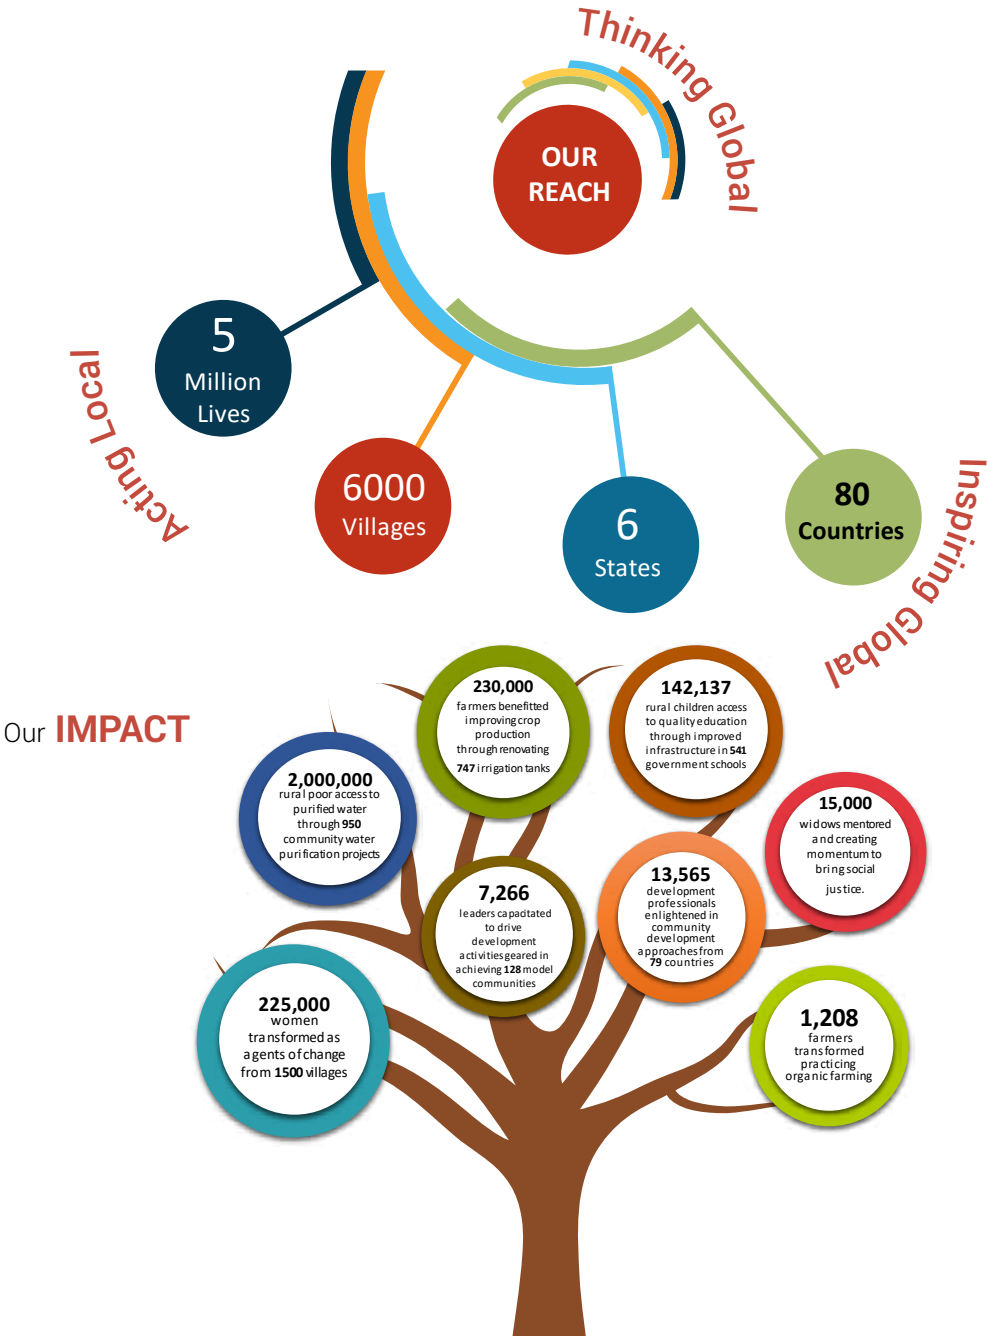 Thinking Global
OUR
REACH
5
Million
Lives
Acting Local
6000
Villages
6
States
80
Countries
Inspiring Global
Our IMPACT
230,000
farmers benefitted
improving crop
production
through renovating
747 irrigation tanks
142,137
rural children access
to quality education
through improved
infrastructure in 541
government schools
2,000,000
rural poor access to
purified water
through 950
community water
purification projects
15,000
widows mentored
and creating
momentum to
bring social
justice.
7,266
leaders capacitated
to drive
development
activities geared in
achieving 128 model
communities
13,565
development
professionals
enlightened in
community
development
approaches from
79 countries
225,000
women
transformed as
agents of change
from 1500 villages
1,208
farmers
transformed
practicing
organic farming